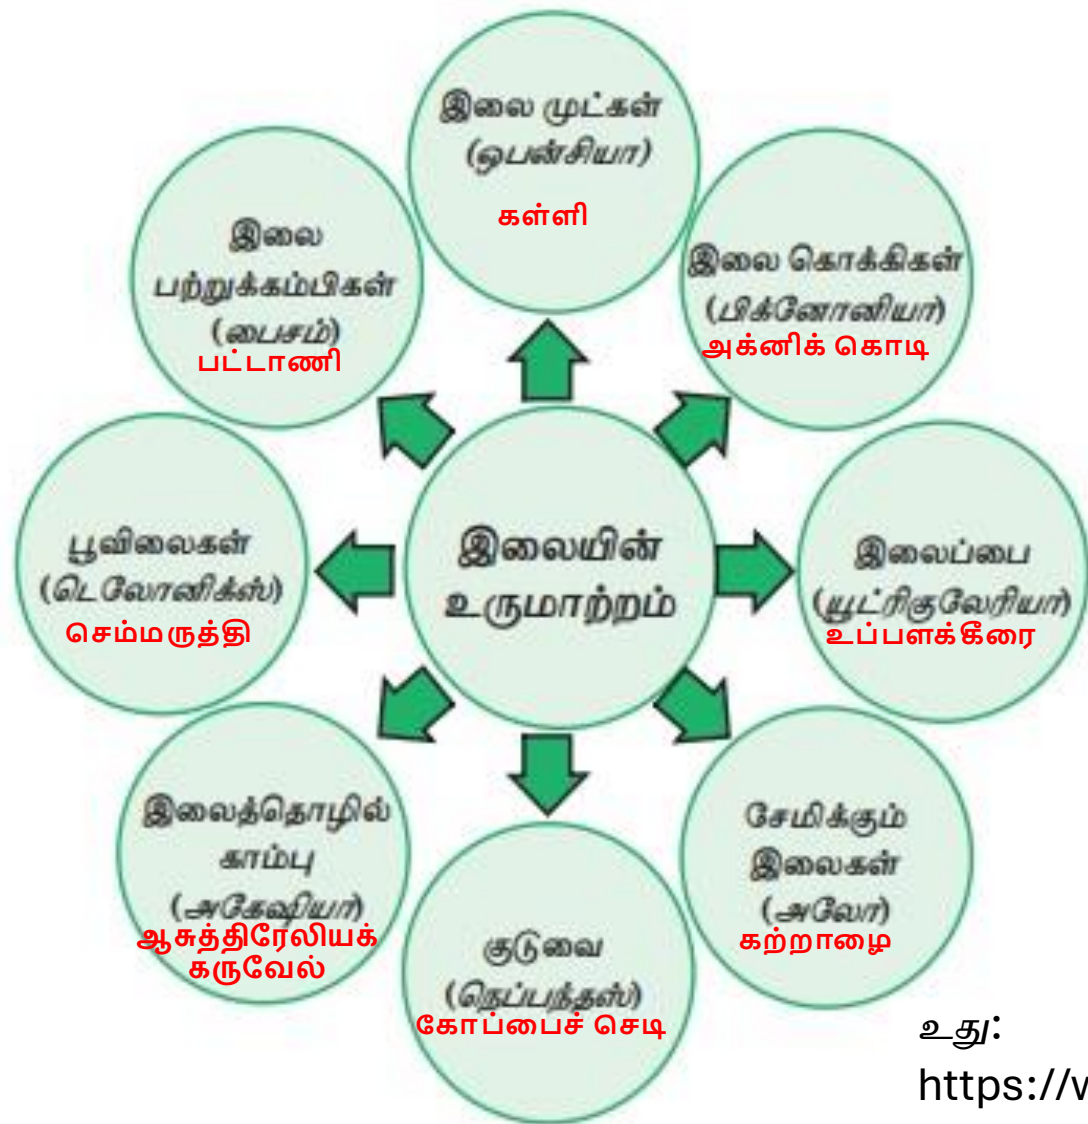 இலை முட்கள்
(ஒபன்சியா)
கள்ளி
இலை கொக்கிகள்
(பிக்னோனியா)
அக்னிக் கொடி
இலைப்பை
(யூட்ரிகுலேரியா)
உப்பளக்கீரை
சேமிக்கும்
இலைகள்
(அலோ)
கற்றாழை
குடுவை
(நெப்பந்தஸ்)
கோப்பைச் செடி
இலைத்தொழில்
காம்பு
(அகேஷியா)
ஆசுத்திரேலியக்
கருவேல்
பூவிலைகள்
(டெலோனிக்ஸ்)
செம்மருத்தி
இலை
பற்றுக்கம்பிகள்
(பைசம்)
பட்டாணி
இலையின்
உருமாற்றம்
உது:
https://w